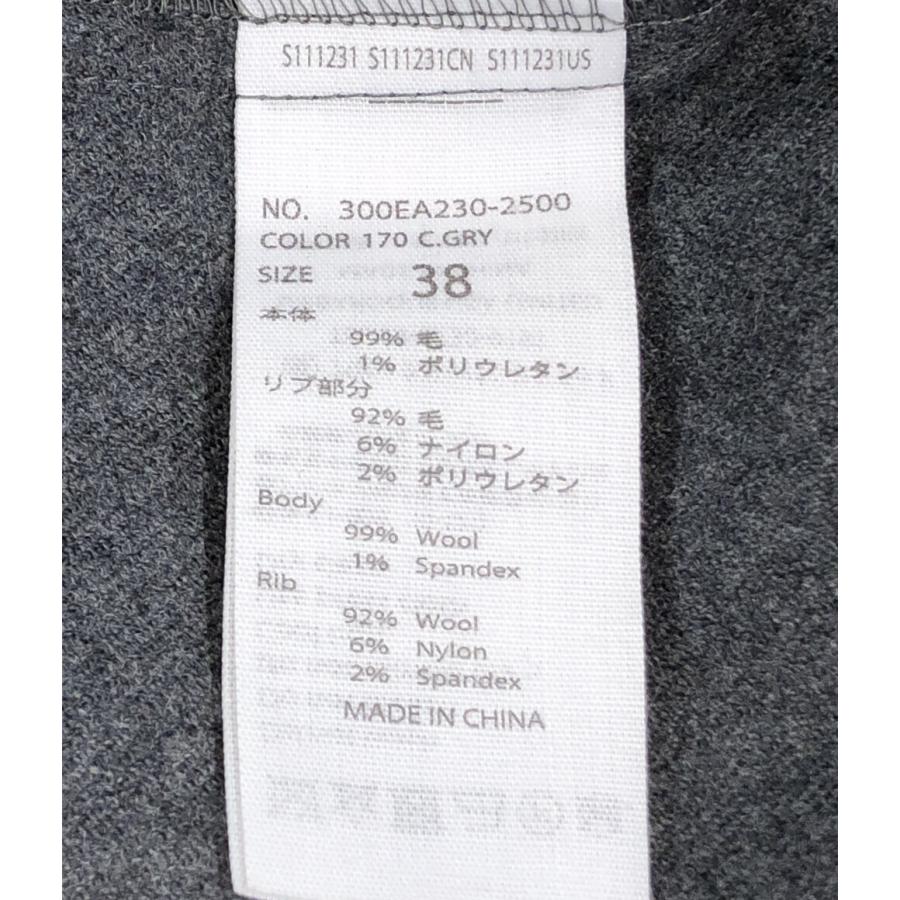 S111231 S111231CN S111231US
NO. 300EA230-2500
COLOR 170 C.GRY
SIZE 38
本体
99% 毛
1% ポリウレタン
リブ部分
92% 毛
6% ナイロン
2% ポリウレタン
Body
99% Wool
1% Spandex
Rib
92% Wool
6% Nylon
2% Spandex
MADE IN CHINA